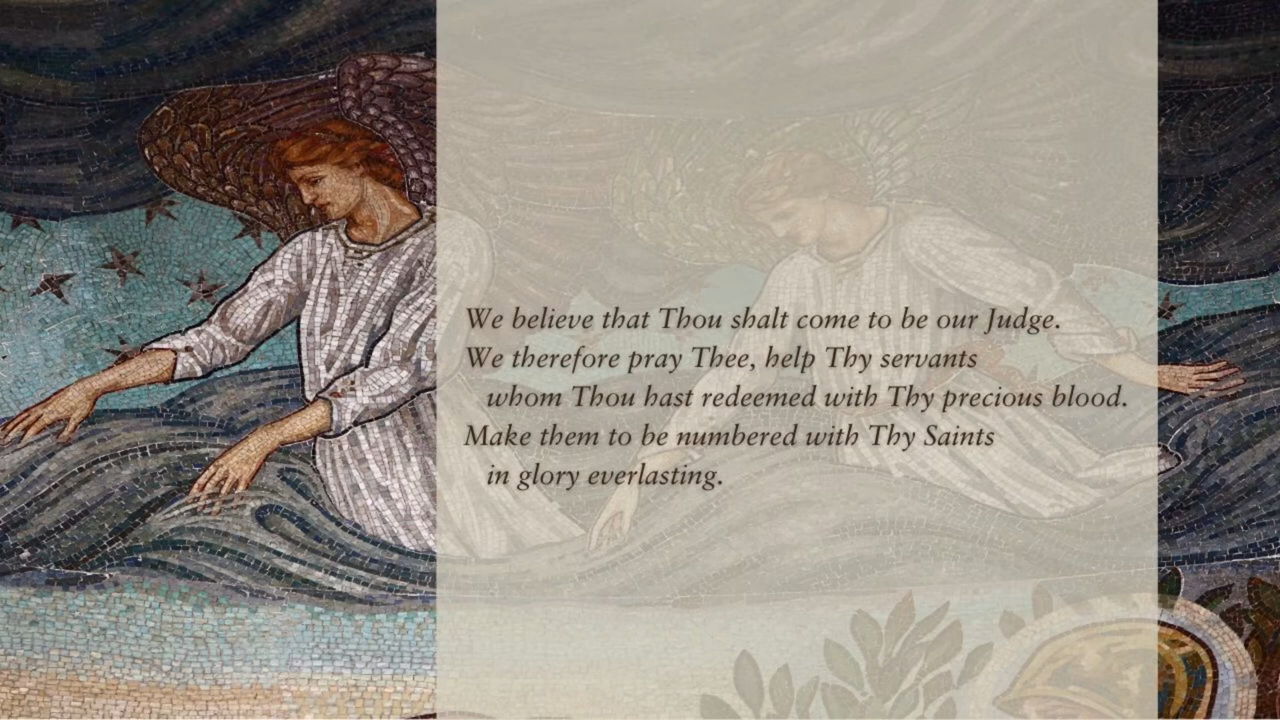 We believe that Thou shalt come to be our Judge.
We therefore pray Thee, help Thy servants
whom Thou hast redeemed with Thy precious blood.
Make them to be numbered with Thy Saints
in glory everlasting.